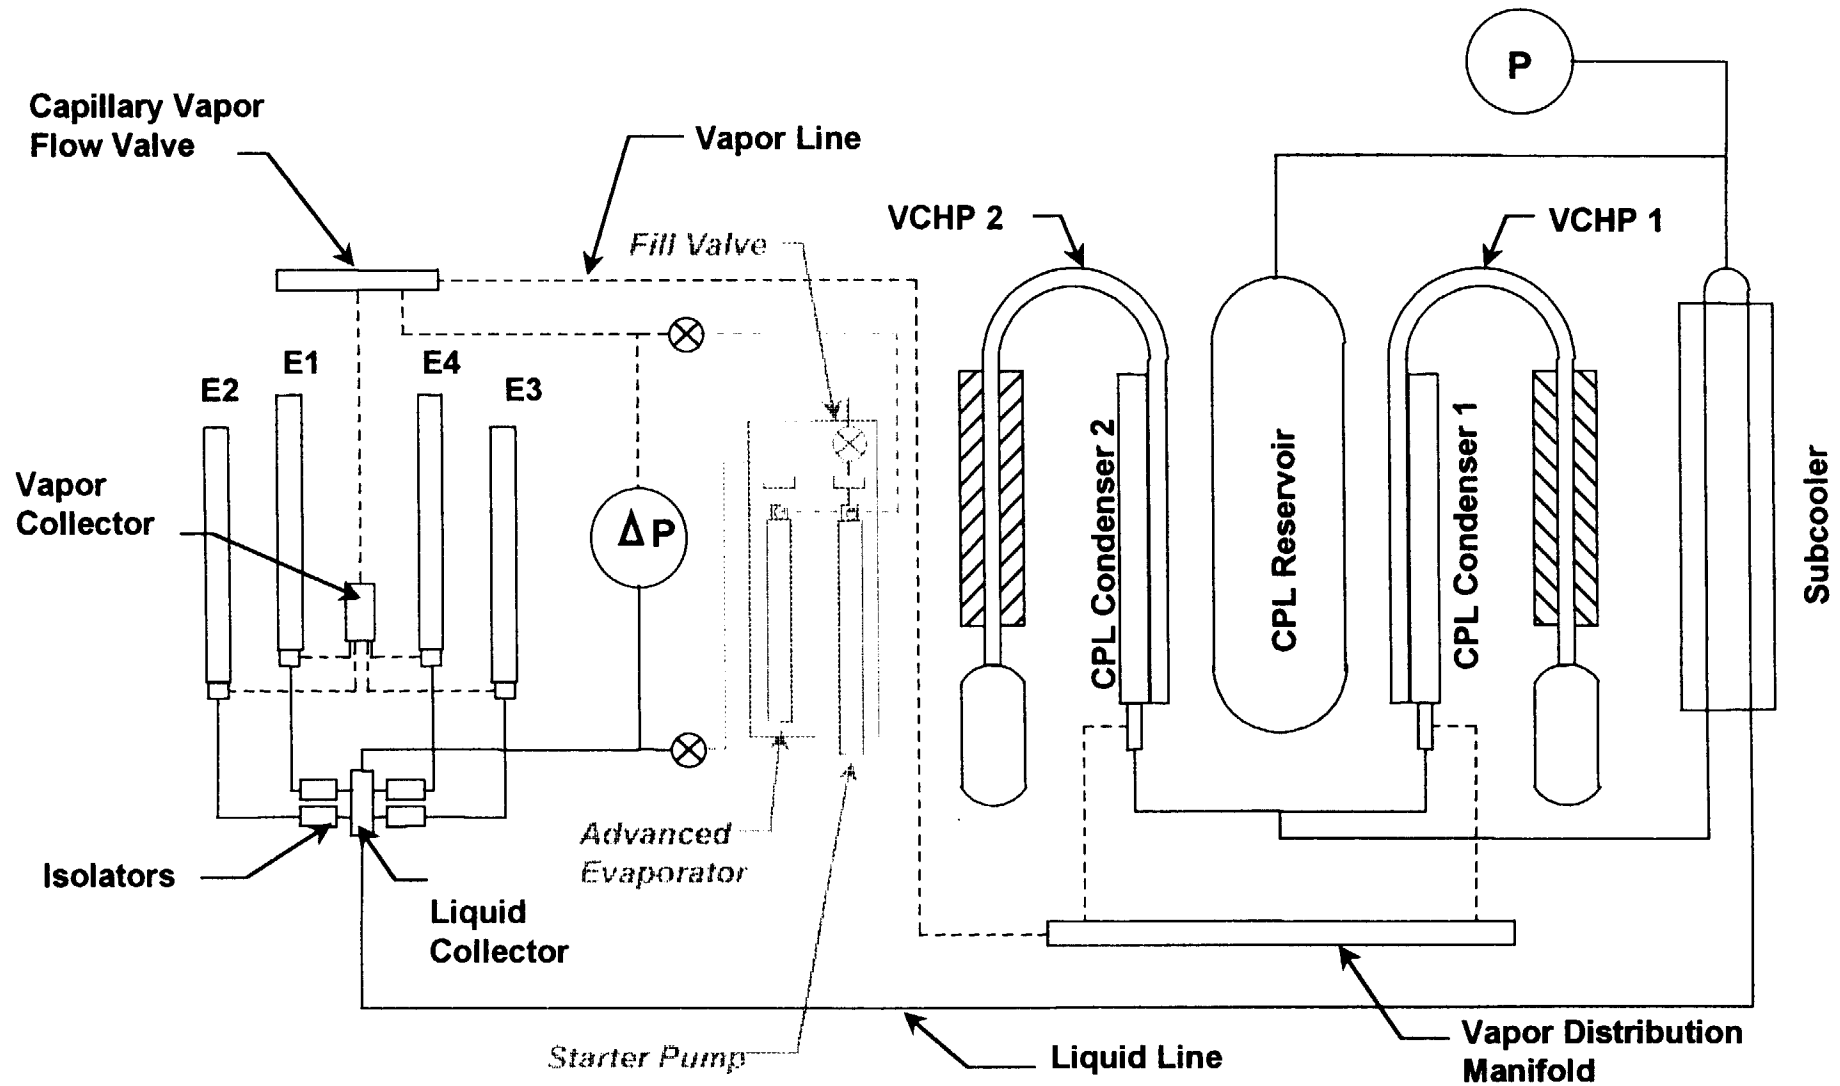 P
Capillary Vapor
Flow Valve
Vapor Line
VCHP 2
VCHP 1
Fill Valve
E1
E4
E2
E3
Vapor
Collector
Δ P
CPL Condenser 2
CPL Reservoir
CPL Condenser 1
Subcooler
Advanced
Evaporator
Isolators
Liquid
Collector
Starter Pump
Liquid Line
Vapor Distribution
Manifold